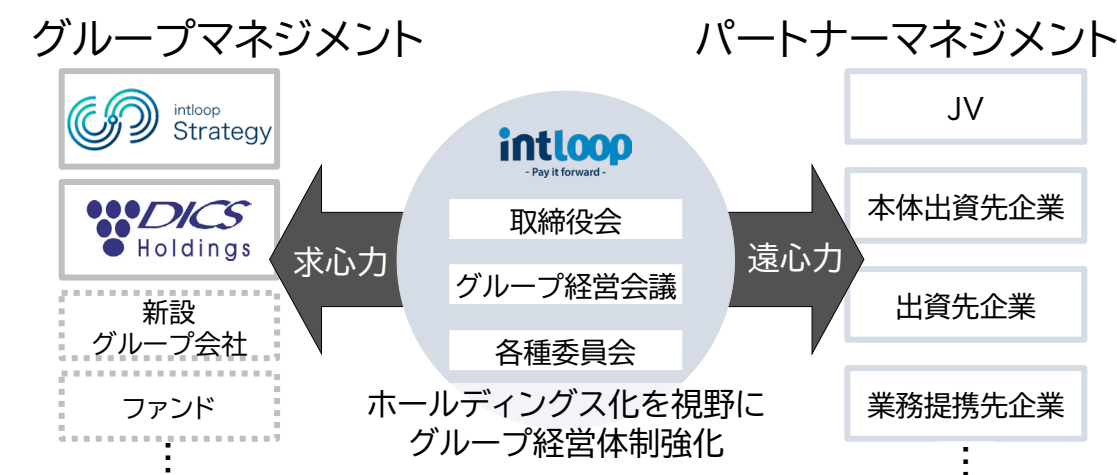 グループマネジメント
パートナーマネジメント
intloop
Strategy
DICS
Holdings
新設
グループ会社
ファンド
⋮
求心力
intloop
- Pay it forward -
取締役会
グループ経営会議
各種委員会
ホールディングス化を視野に
グループ経営体制強化
遠心力
JV
本体出資先企業
出資先企業
業務提携先企業
⋮